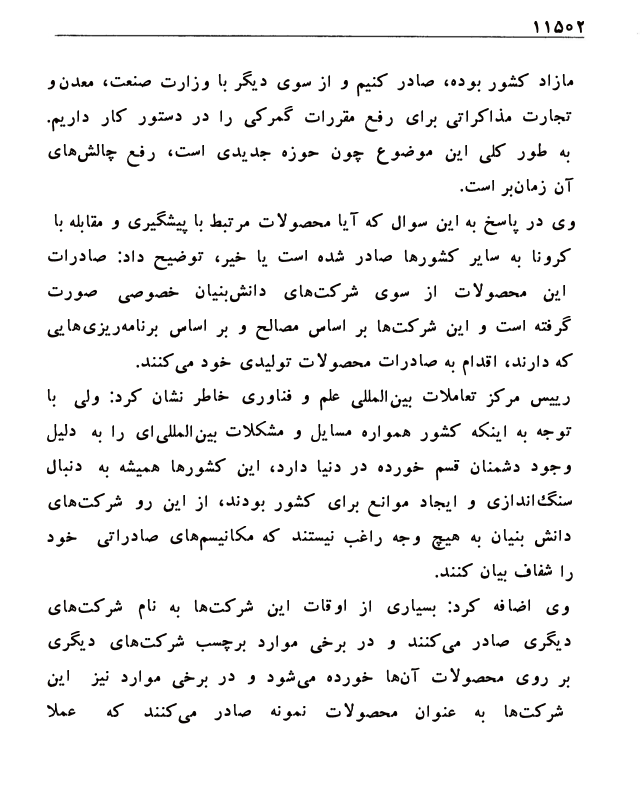 ۱۱۵۰۲
مازاد کشور بوده، صادر کنیم و از سوی دیگر با وزارت صنعت، معدن و
تجارت مذاکراتی برای رفع مقررات گمرکی را در دستور کار داریم.
به طور کلی این موضوع چون حوزه جدیدی است، رفع چالش‌های
آن زمان‌بر است.
وی در پاسخ به این سوال که آیا محصولات مرتبط با پیشگیری و مقابله با
کرونا به سایر کشورها صادر شده است یا خیر، توضیح داد: صادرات
این محصولات از سوی شرکت‌های دانش‌بنیان خصوصی صورت
گرفته است و این شرکت‌ها بر اساس مصالح و بر اساس برنامه‌ریزی‌هایی
که دارند، اقدام به صادرات محصولات تولیدی خود می‌کنند.
رییس مرکز تعاملات بین‌المللی علم و فناوری خاطر نشان کرد: ولی با
توجه به اینکه کشور همواره مسایل و مشکلات بین‌المللی‌ای را به دلیل
وجود دشمنان قسم خورده در دنیا دارد، این کشورها همیشه به دنبال
سنگ‌اندازی و ایجاد موانع برای کشور بودند، از این رو شرکت‌های
دانش بنیان به هیچ وجه راغب نیستند که مکانیسم‌های صادراتی خود
را شفاف بیان کنند.
وی اضافه کرد: بسیاری از اوقات این شرکت‌ها به نام شرکت‌های
دیگری صادر می‌کنند و در برخی موارد برچسب شرکت‌های دیگری
بر روی محصولات آن‌ها خورده می‌شود و در برخی موارد نیز این
شرکت‌ها به عنوان محصولات نمونه صادر می‌کنند که عملا